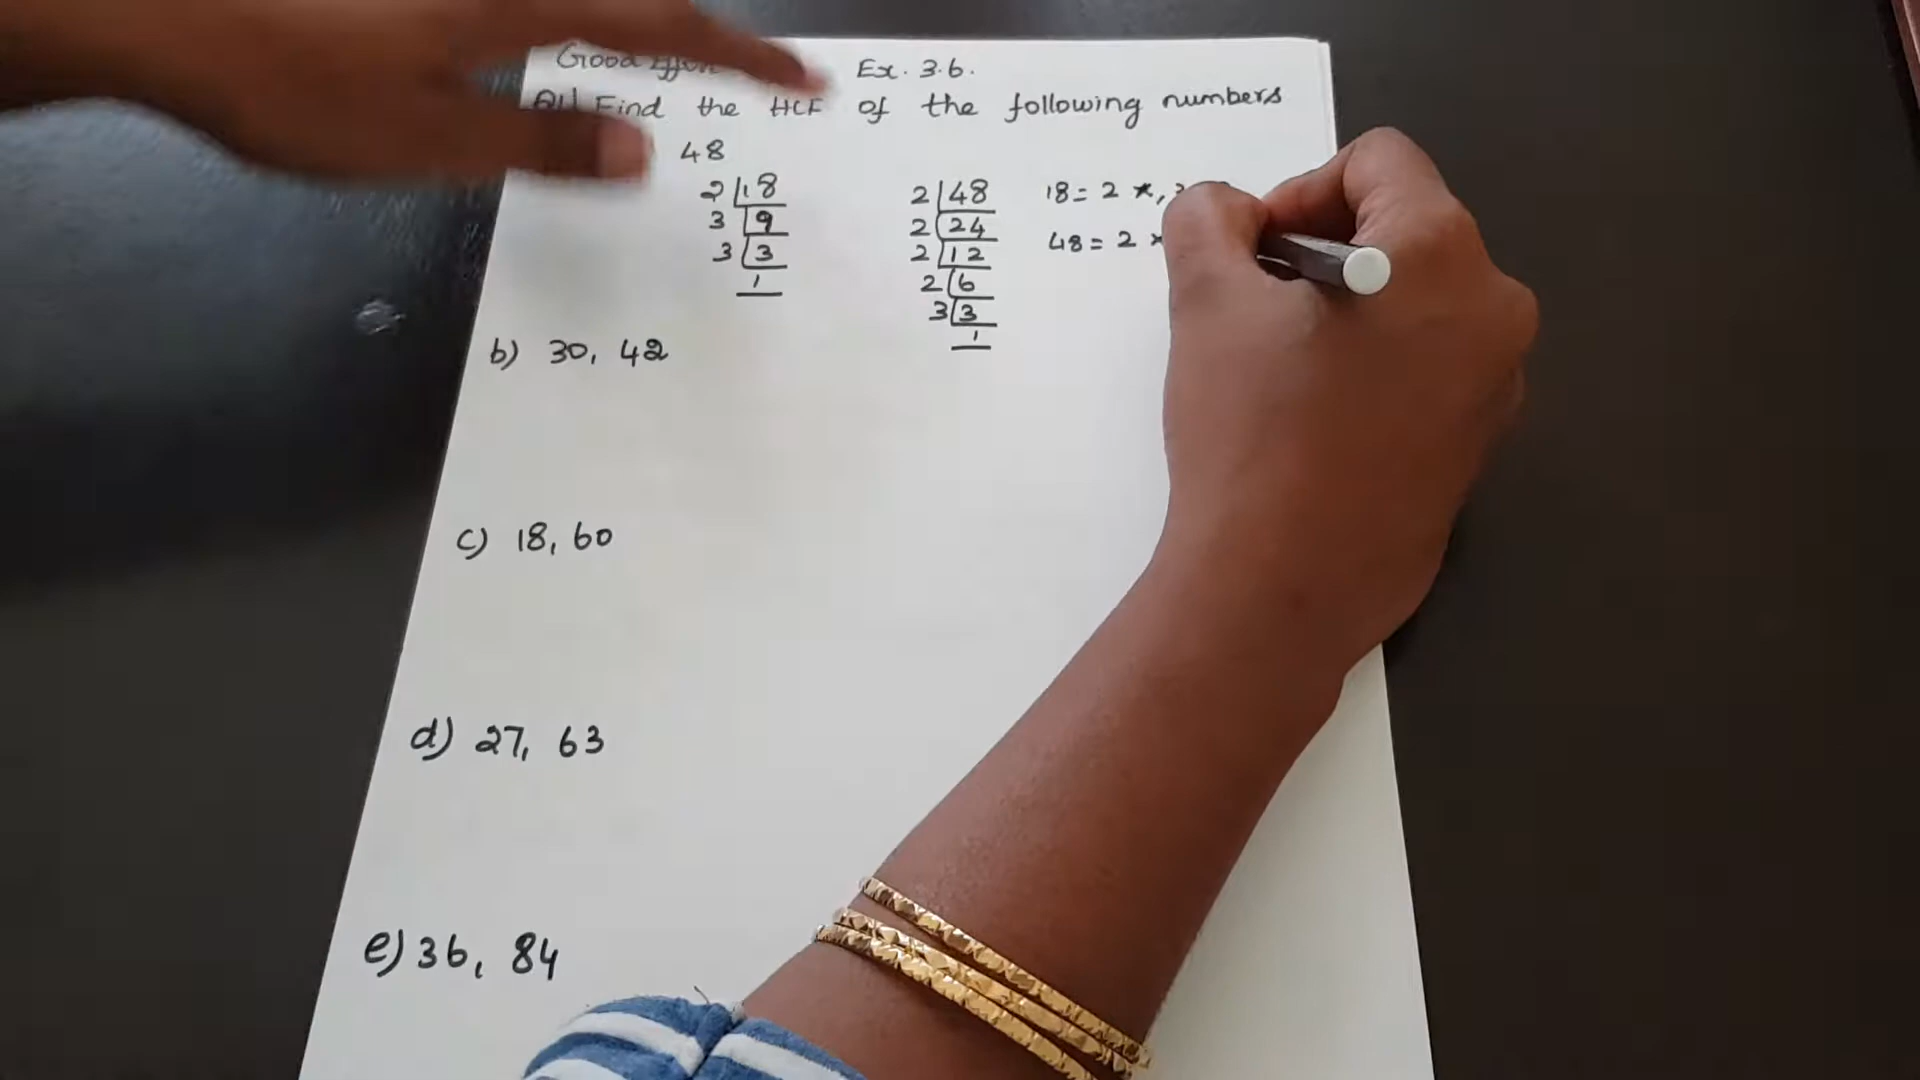 Good Ex. 3.6.
Q1 Find the HCF of the following numbers
48
2 18
3 9
3 3
1
2 48
2 24
2 12
2 6
3 3
1
18 = 2 ×,
48 = 2 ×
b) 30, 42
c) 18, 60
d) 27, 63
e) 36, 84